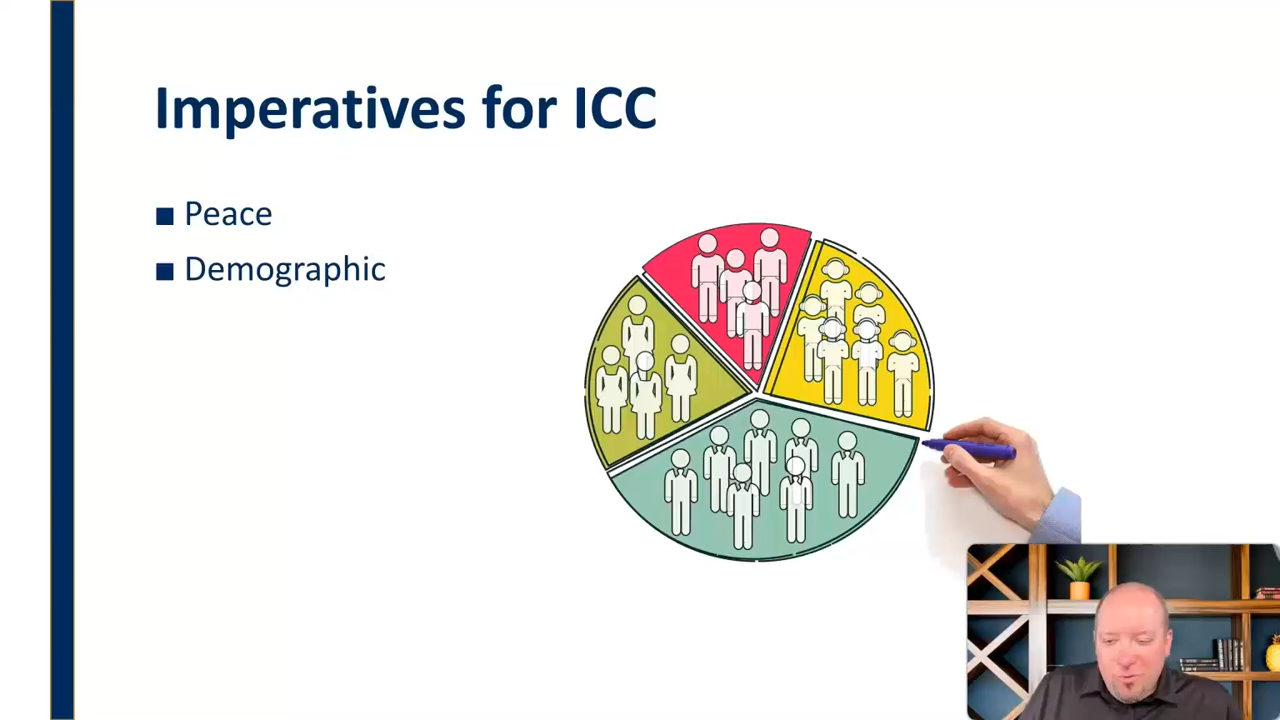 Imperatives for ICC
■ Peace
■ Demographic